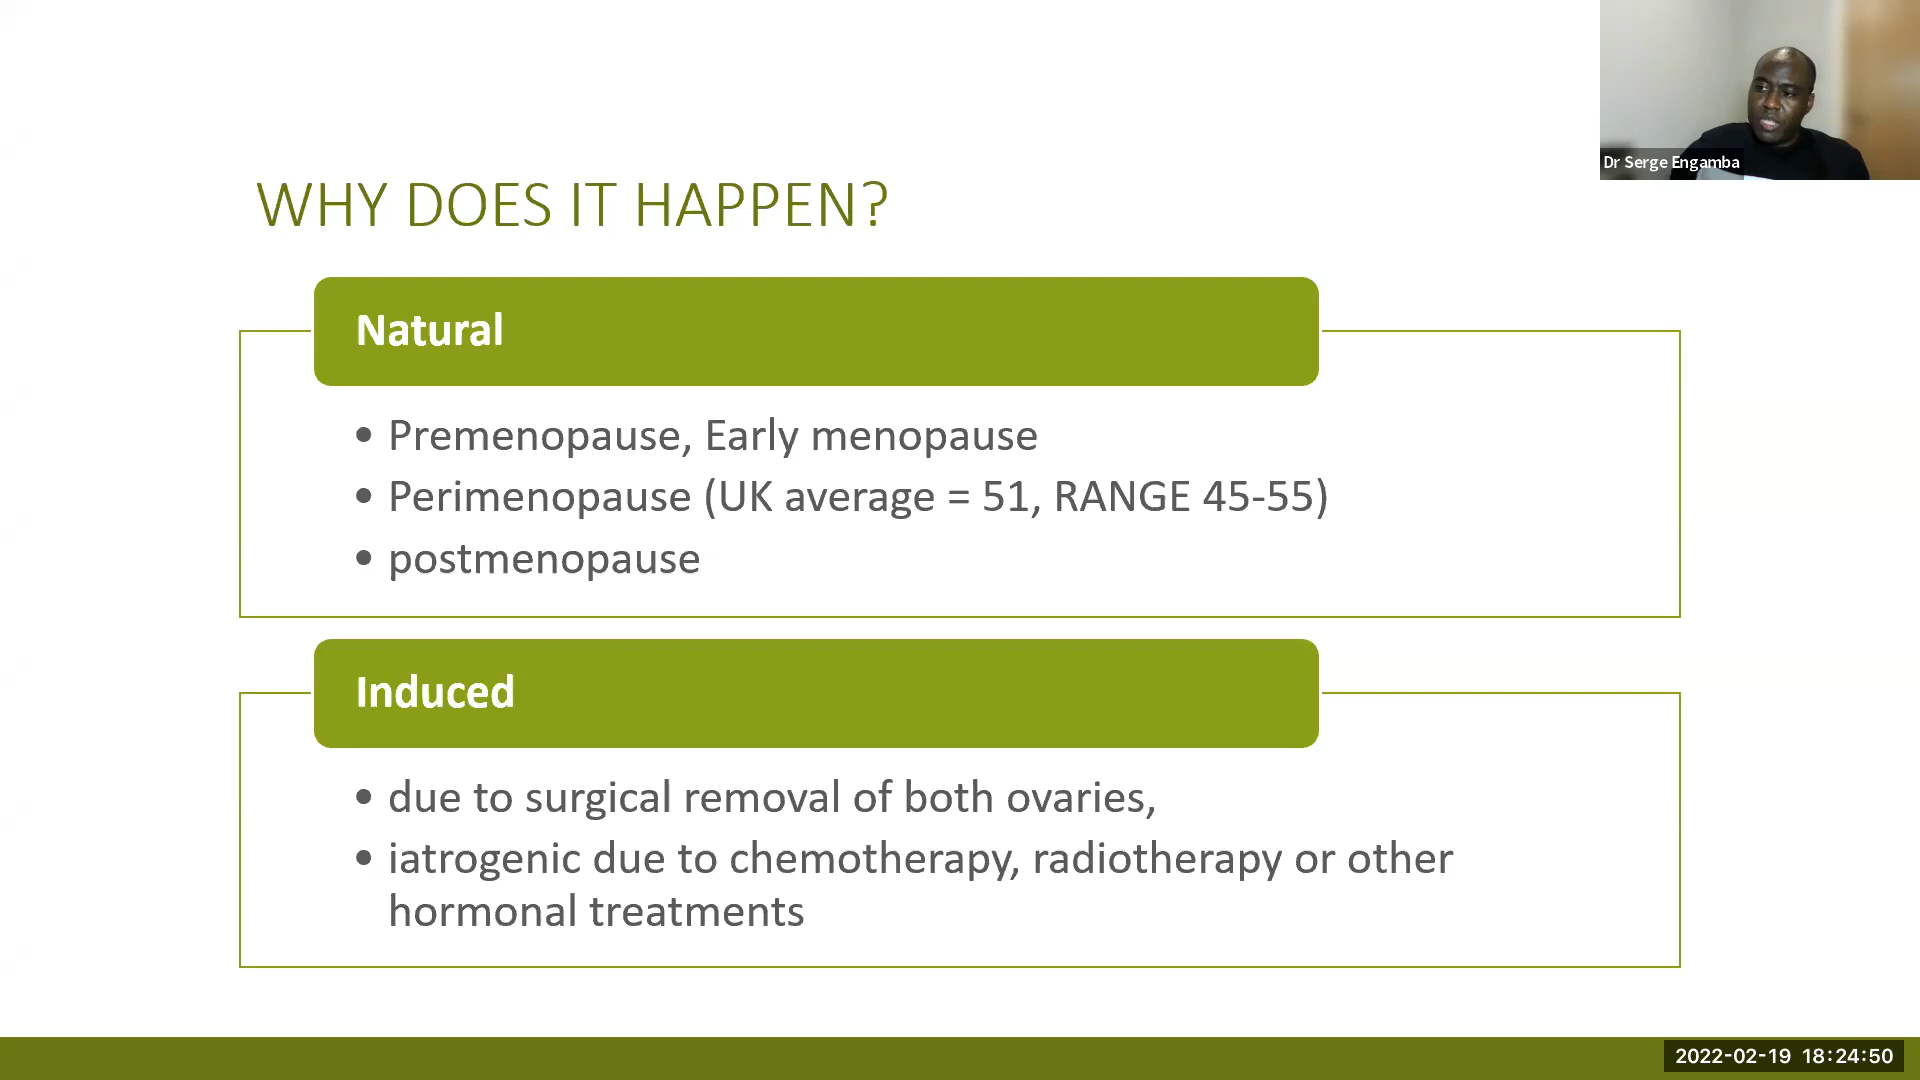 Dr Serge Engamba
WHY DOES IT HAPPEN?
Natural
• Premenopause, Early menopause
• Perimenopause (UK average = 51, RANGE 45-55)
• postmenopause
Induced
• due to surgical removal of both ovaries,
• iatrogenic due to chemotherapy, radiotherapy or other
hormonal treatments
2022-02-19 18:24:50